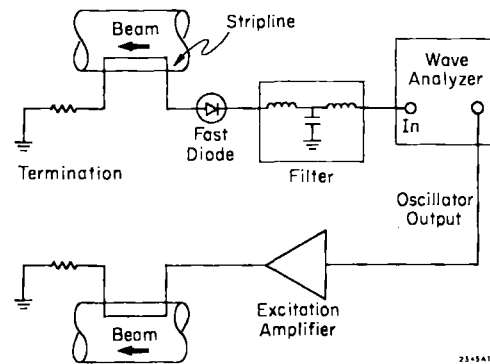 Beam
Stripline
Wave
Analyzer
In
Fast
Diode
Filter
Termination
Oscillator
Output
Excitation
Amplifier
Beam